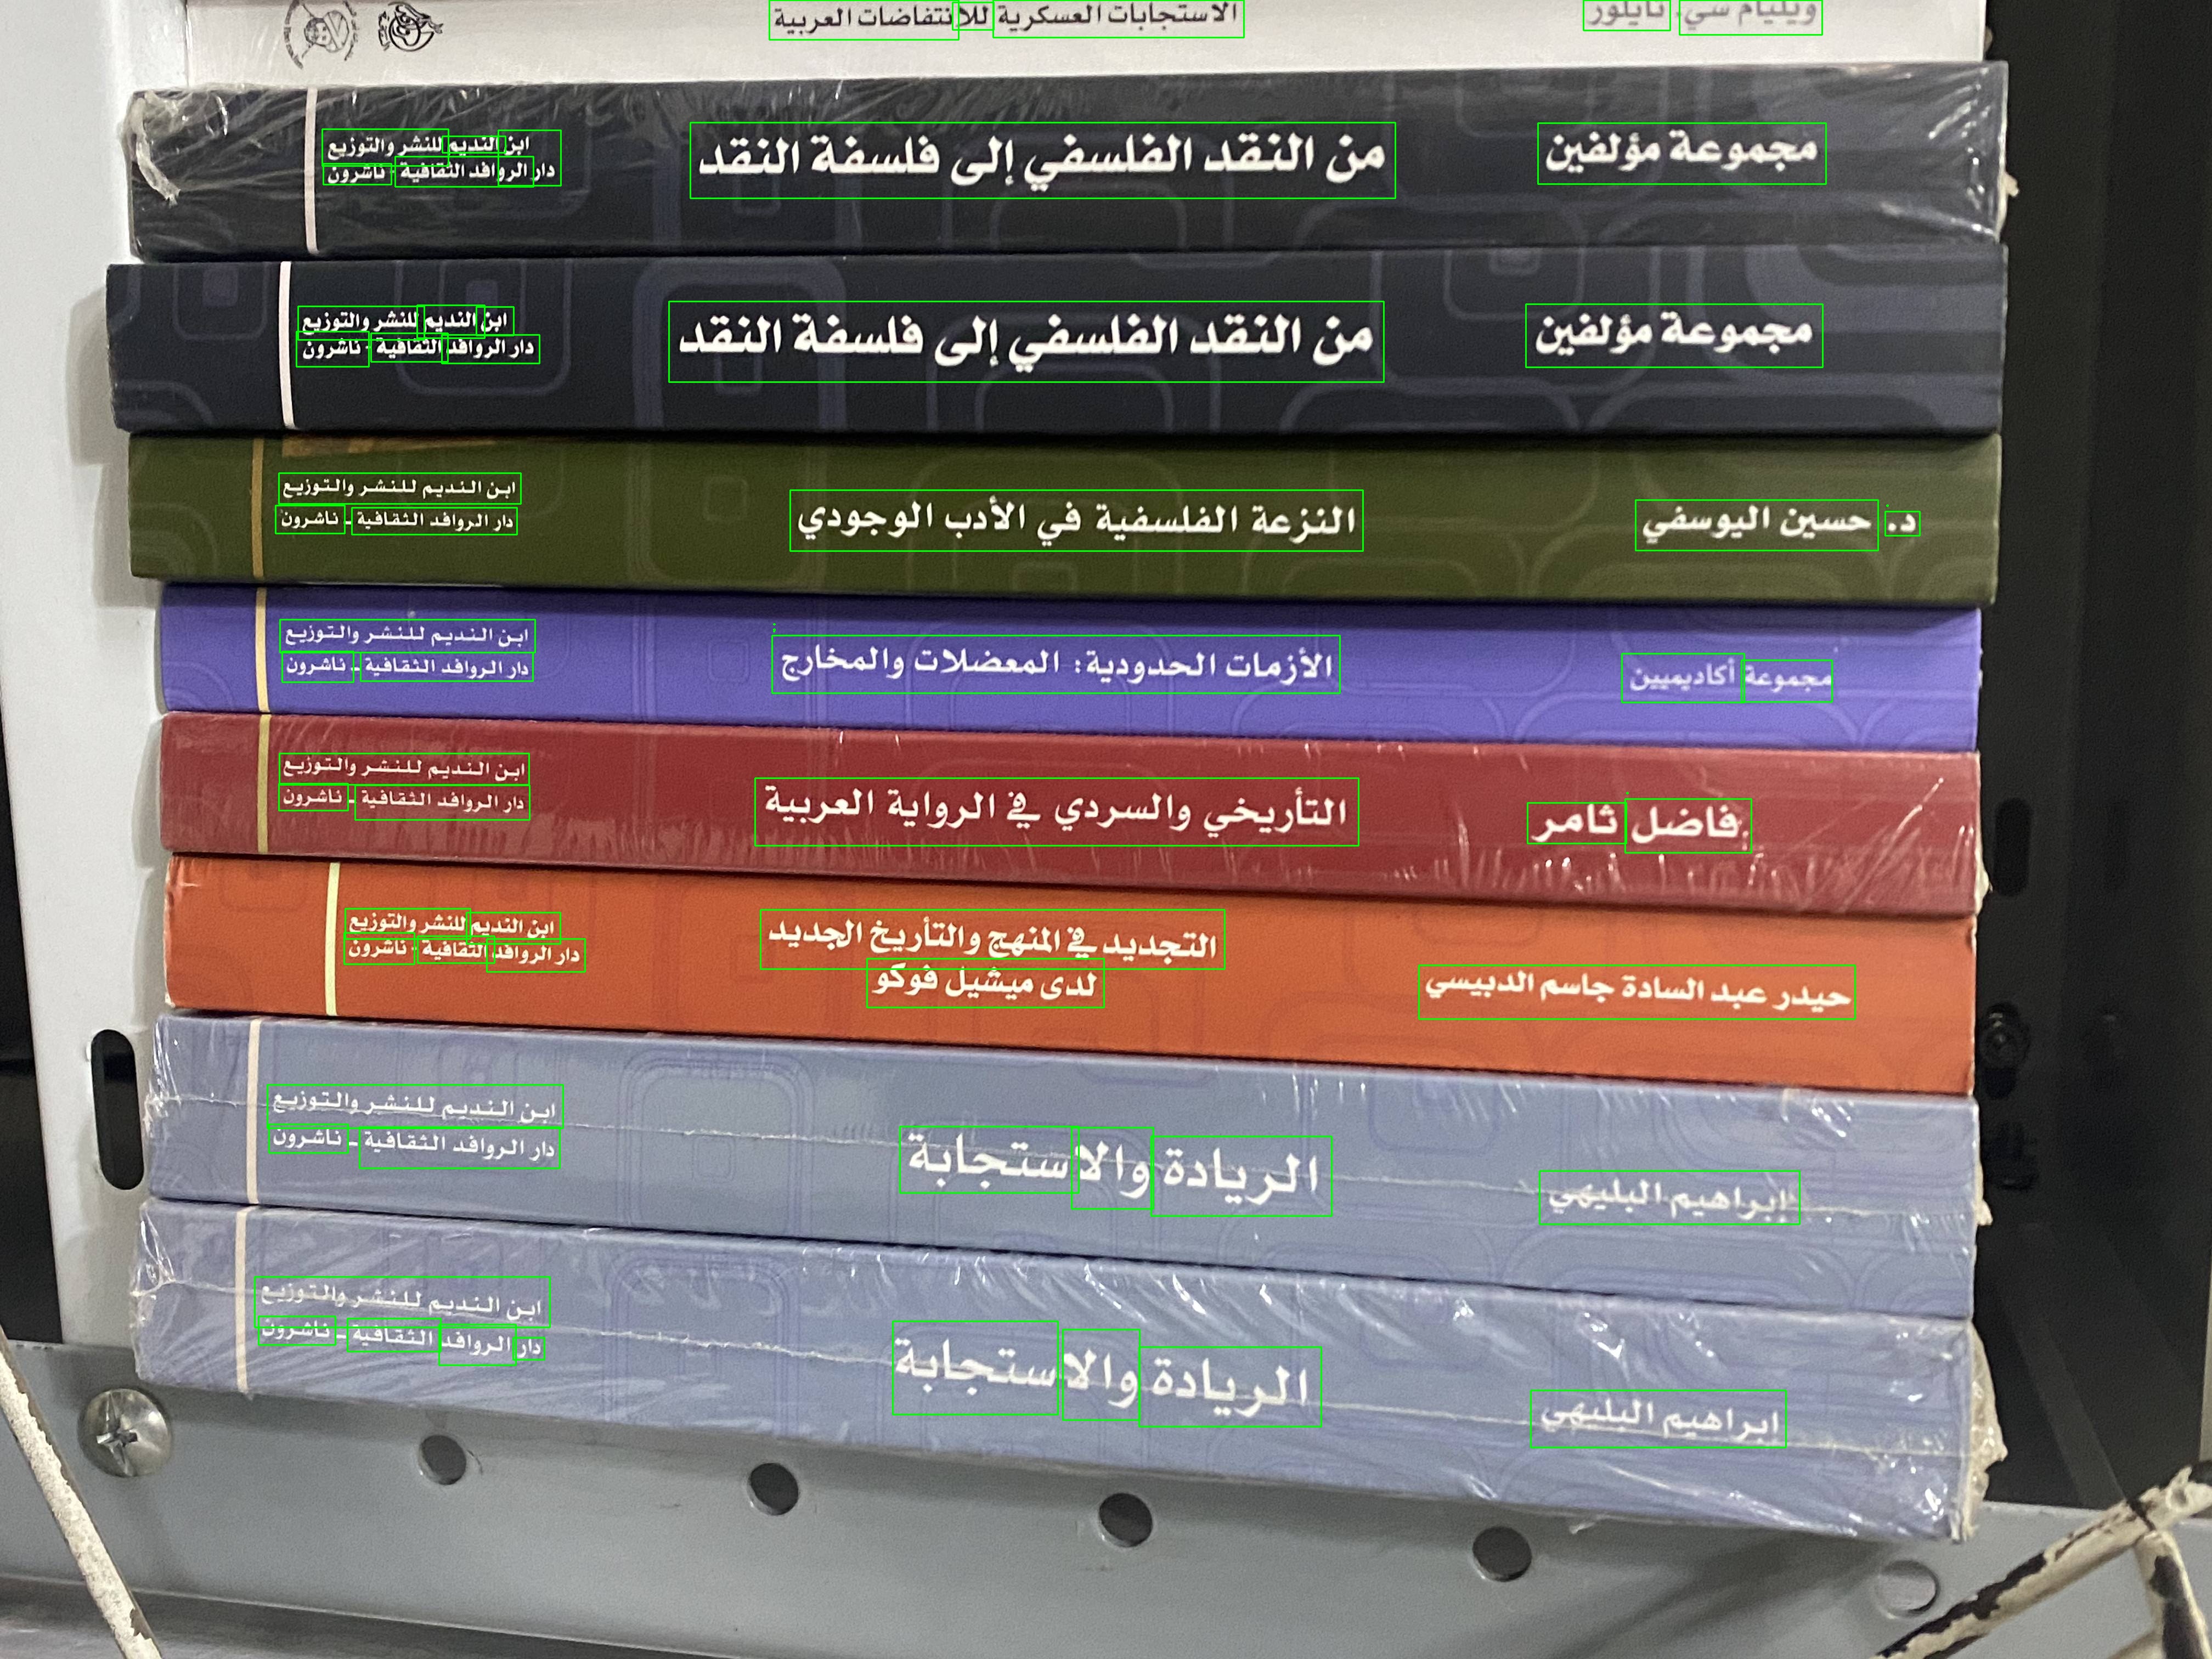 ويليام سي. تايلور
الاستجابات العسكرية للانتفاضات العربية
مجموعة مؤلفين
من النقد الفلسفي إلى فلسفة النقد
ابن النديم للنشر والتوزيع
دار الروافد الثقافية - ناشرون
مجموعة مؤلفين
من النقد الفلسفي إلى فلسفة النقد
ابن النديم للنشر والتوزيع
دار الروافد الثقافية - ناشرون
د. حسين اليوسفي
النزعة الفلسفية في الأدب الوجودي
ابن النديم للنشر والتوزيع
دار الروافد الثقافية - ناشرون
مجموعة أكاديميين
الأزمات الحدودية: المعضلات والمخارج
ابن النديم للنشر والتوزيع
دار الروافد الثقافية - ناشرون
فاضل ثامر
التأريخي والسردي في الرواية العربية
ابن النديم للنشر والتوزيع
دار الروافد الثقافية - ناشرون
حيدر عبد السادة جاسم الدبيسي
التجديد في المنهج والتأريخ الجديد
لدى ميشيل فوكو
ابن النديم للنشر والتوزيع
دار الروافد الثقافية - ناشرون
إبراهيم البليهي
الريادة والاستجابة
ابن النديم للنشر والتوزيع
دار الروافد الثقافية - ناشرون
إبراهيم البليهي
الريادة والاستجابة
ابن النديم للنشر والتوزيع
دار الروافد الثقافية - ناشرون